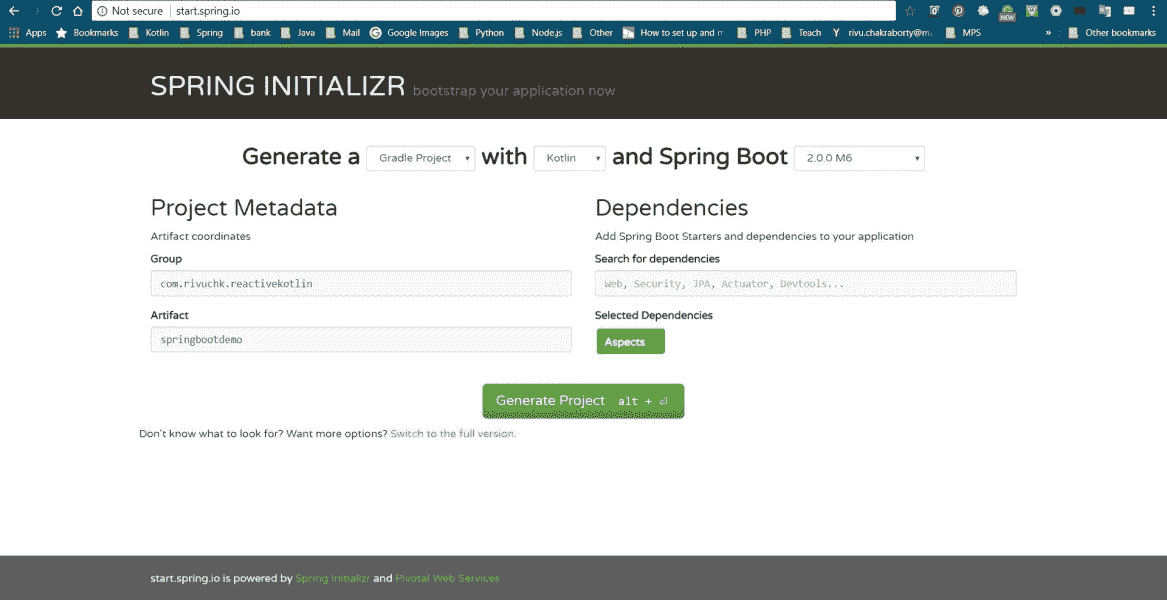 Not secure | start.spring.io
NOW
Apps Bookmarks Kotlin Spring bank Java Mail Google Images Python Node.js Other How to set up and r PHP Teach Y rivu.chakraborty@m MPS » Other bookmarks
SPRING INITIALIZR bootstrap your application now
Generate a Gradle Project with Kotlin and Spring Boot 2.0.0 M6
Project Metadata
Artifact coordinates
Group
com.rivuchk.reactivekotlin
Artifact
springbootdemo
Dependencies
Add Spring Boot Starters and dependencies to your application
Search for dependencies
Web, Security, JPA, Actuator, Devtools...
Selected Dependencies
Aspects
Generate Project alt + ⏎
Don't know what to look for? Want more options? Switch to the full version.
start.spring.io is powered by Spring Initializr and Pivotal Web Services